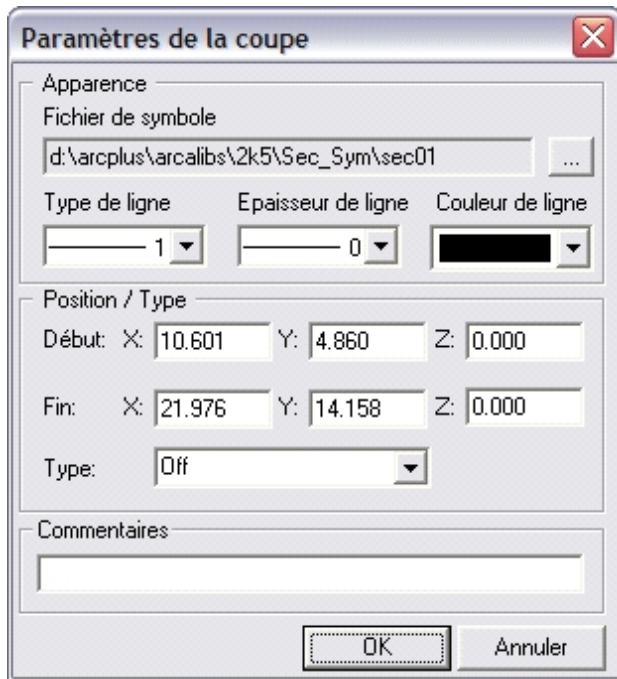 Paramètres de la coupe
Apparence
Fichier de symbole
d:\arcplus\arcalibs\2k5\Sec_Sym\sec01 ...
Type de ligne Epaisseur de ligne Couleur de ligne
1 0
Position / Type
Début: X: 10.601 Y: 4.860 Z: 0.000
Fin: X: 21.976 Y: 14.158 Z: 0.000
Type: Off
Commentaires
OK Annuler